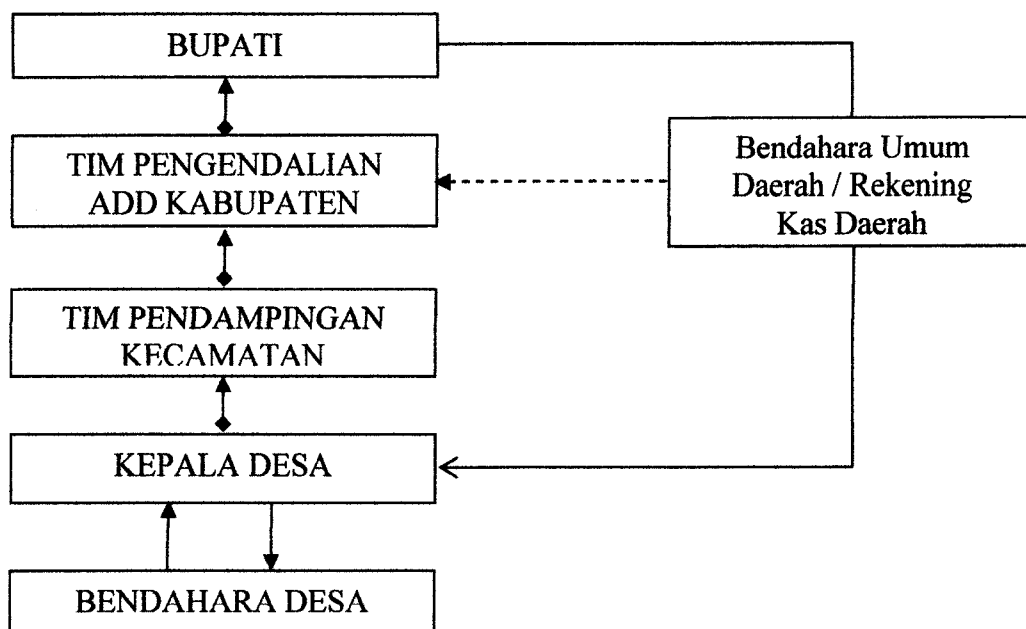 BUPATI
TIM PENGENDALIAN
ADD KABUPATEN
Bendahara Umum
Daerah / Rekening
Kas Daerah
TIM PENDAMPINGAN
KECAMATAN
KEPALA DESA
BENDAHARA DESA